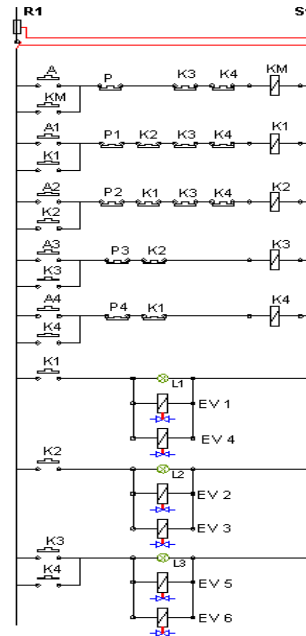 R1
A P K3 K4 KM
KM
A1 P1 K2 K3 K4 K1
K1
A2 P2 K1 K3 K4 K2
K2
A3 P3 K2 K3
K3
A4 P4 K1 K4
K4
K1
L1
EV 1
EV 4
K2
L2
EV 2
EV 3
K3
L3
K4
EV 5
EV 6